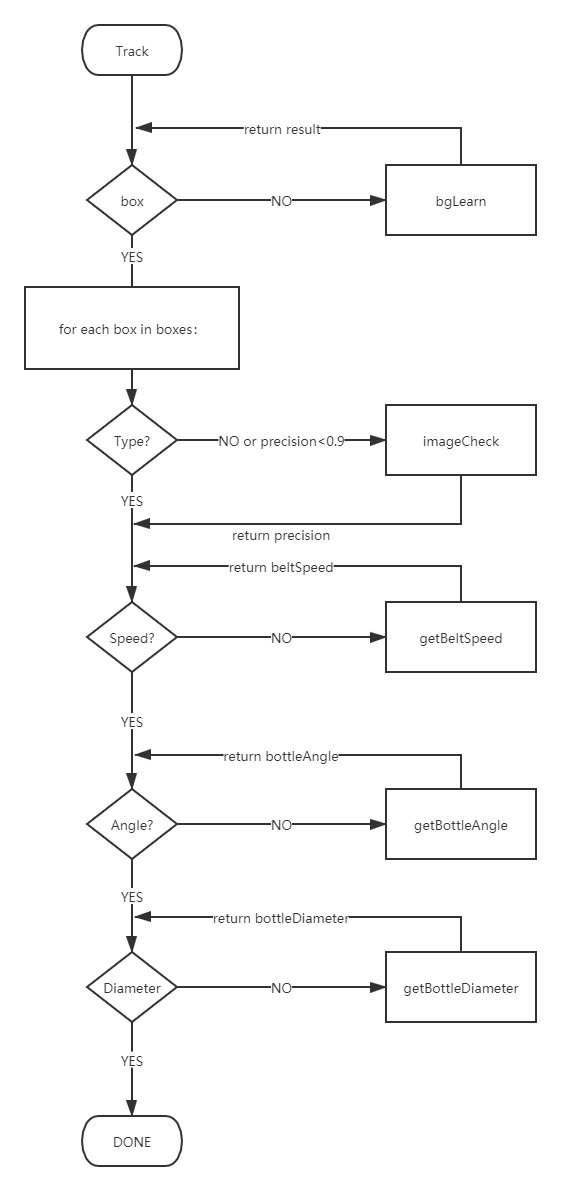 Track
return result
box
NO
bgLearn
YES
for each box in boxes:
Type?
NO or precision<0.9
imageCheck
YES
return precision
return beltSpeed
Speed?
NO
getBeltSpeed
YES
return bottleAngle
Angle?
NO
getBottleAngle
YES
return bottleDiameter
Diameter
NO
getBottleDiameter
YES
DONE